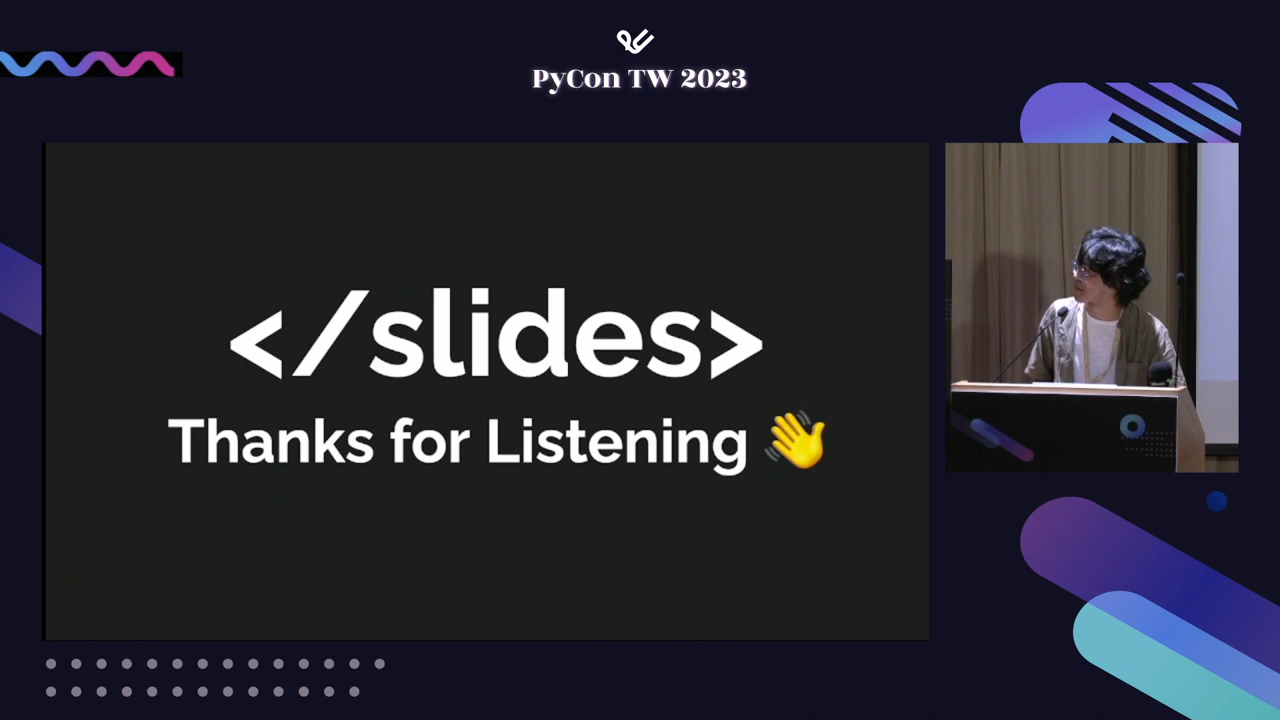 PyCon TW 2023
</slides>
Thanks for Listening 👋